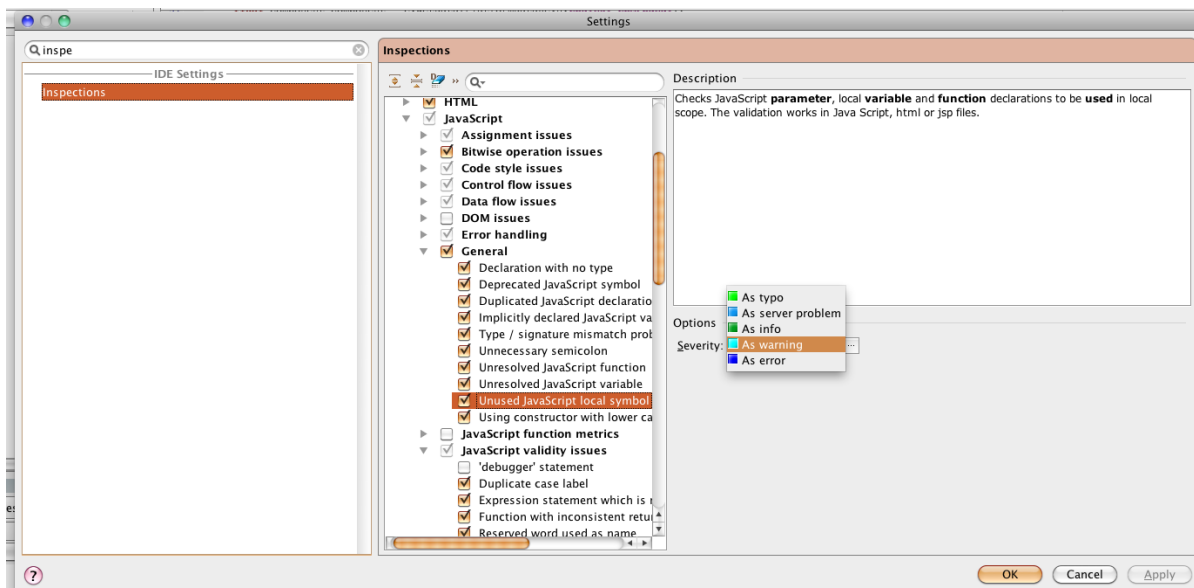 Settings
inspe
IDE Settings
Inspections
Inspections
»
HTML
JavaScript
Assignment issues
Bitwise operation issues
Code style issues
Control flow issues
Data flow issues
DOM issues
Error handling
General
Declaration with no type
Deprecated JavaScript symbol
Duplicated JavaScript declaratio
Implicitly declared JavaScript va
Type / signature mismatch prob
Unnecessary semicolon
Unresolved JavaScript function
Unresolved JavaScript variable
Unused JavaScript local symbol
Using constructor with lower ca
JavaScript function metrics
JavaScript validity issues
'debugger' statement
Duplicate case label
Expression statement which is
Function with inconsistent retu
Reserved word used as name
Description
Checks JavaScript parameter, local variable and function declarations to be used in local
scope. The validation works in Java Script, html or jsp files.
Options
Severity:
As typo
As server problem
As info
As warning
As error
...
?
OK
Cancel
Apply